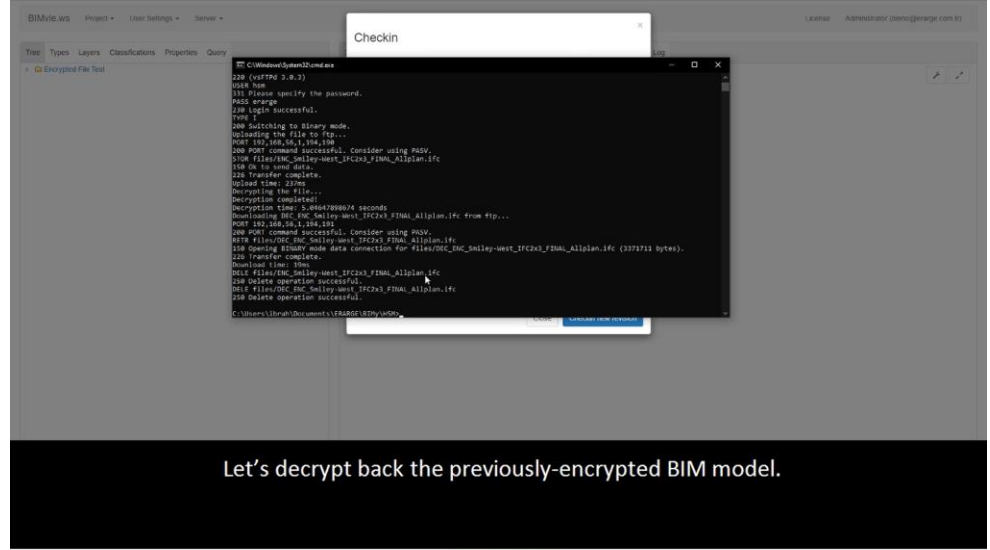 BIMvie.ws Project User Settings Server
License Administrator
Checkin
×
Tree Types Layers Classifications Properties Query
Log
Encrypted File Test
C:\Windows\System32\cmd.exe
220 (vsFTPd 3.0.3)
USER hsm
331 Please specify the password.
PASS erarge
230 Login successful.
TYPE I
200 Switching to Binary mode.
Uploading the file to ftp...
PORT 192,168,56,1,194,190
200 PORT command successful. Consider using PASV.
STOR files/ENC_Smiley-West_IFC2x3_FINAL_Allplan.ifc
150 Ok to send data.
226 Transfer complete.
Upload time: 237ms
Decrypting the file...
Decryption completed!
Decryption time: 5.04647898674 seconds
Downloading DEC_ENC_Smiley-West_IFC2x3_FINAL_Allplan.ifc from ftp...
PORT 192,168,56,1,194,191
200 PORT command successful. Consider using PASV.
RETR files/DEC_ENC_Smiley-West_IFC2x3_FINAL_Allplan.ifc
150 Opening BINARY mode data connection for files/DEC_ENC_Smiley-West_IFC2x3_FINAL_Allplan.ifc (3371711 bytes).
226 Transfer complete.
Download time: 19ms
DELE files/ENC_Smiley-West_IFC2x3_FINAL_Allplan.ifc
250 Delete operation successful.
DELE files/DEC_ENC_Smiley-West_IFC2x3_FINAL_Allplan.ifc
250 Delete operation successful.
C:\Users\ibrah\Documents\ERARGE\BIMy\HSM>
Close Checkin new revision
Let's decrypt back the previously-encrypted BIM model.